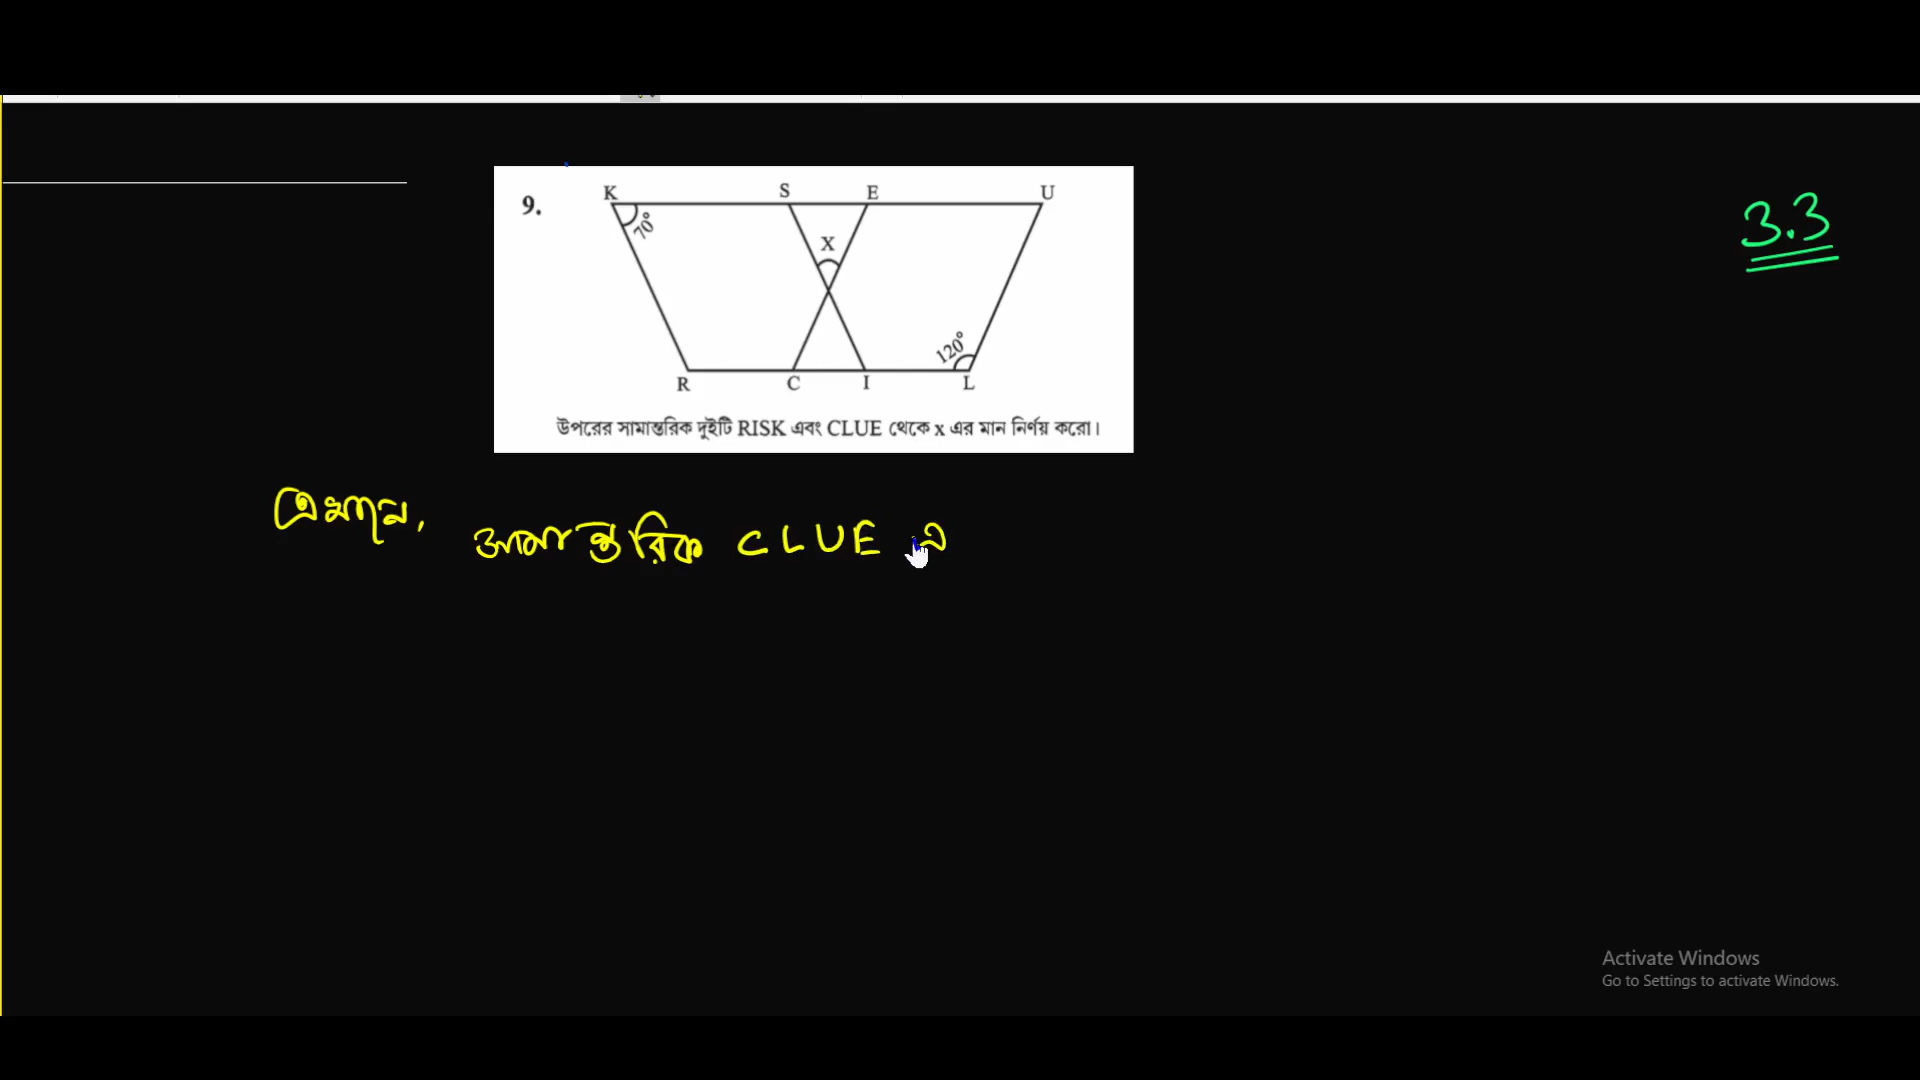 3.3
9.
K S E U
70°
X
120°
R C I L
উপরের সামান্তরিক দুইটি RISK এবং CLUE থেকে x এর মান নির্ণয় করো।
এখানে,
সামান্তরিক CLUE এ
Activate Windows
Go to Settings to activate Windows.